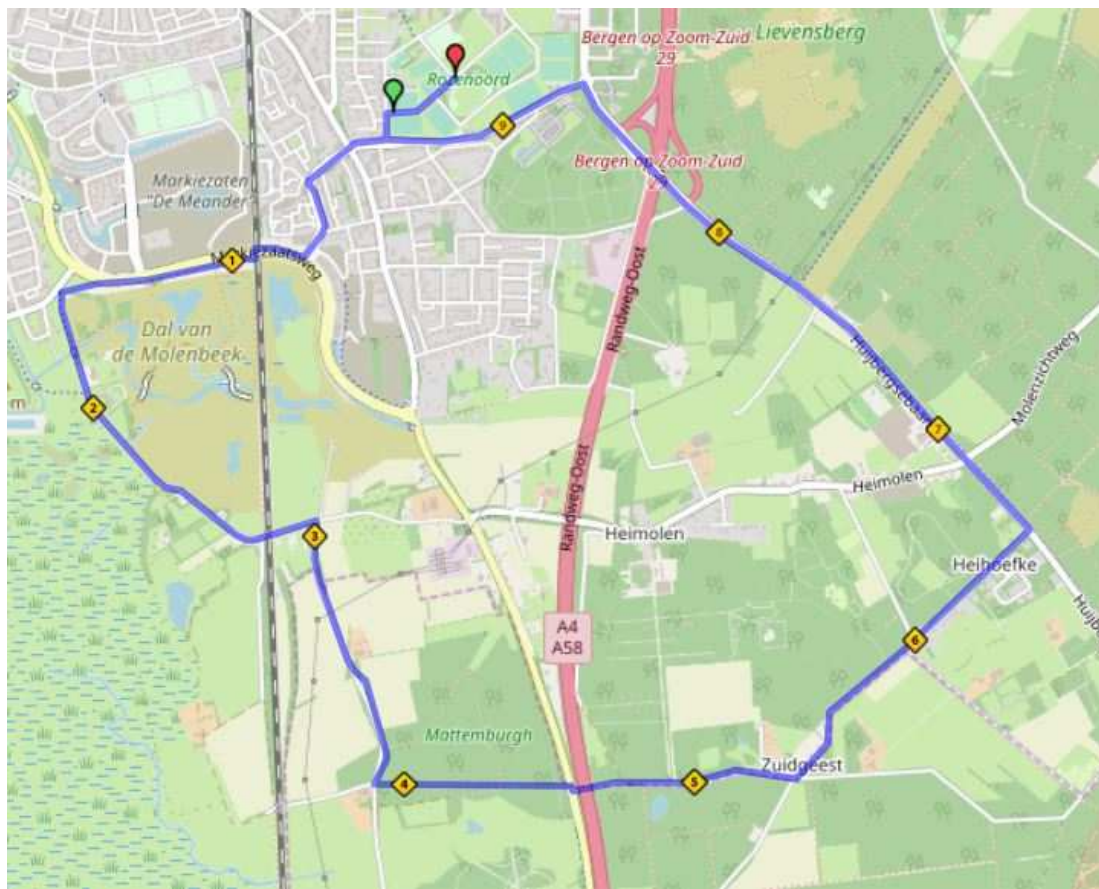 Bergen op Zoom-Zuid
29
Lievensberg
Rozenoord
9
Bergen op Zoom-Zuid
Markiezaten
"De Meander"
8
1
Markiezaatsweg
Randweg-Oost
Dal van
de Molenbeek
Huijbergsebaan
Molenzichtweg
2
7
Heimolen
Randweg-Oost
3
Heimolen
Heihoefke
Huijb
A4
A58
6
Mattemburgh
Zuidgeest
4
5